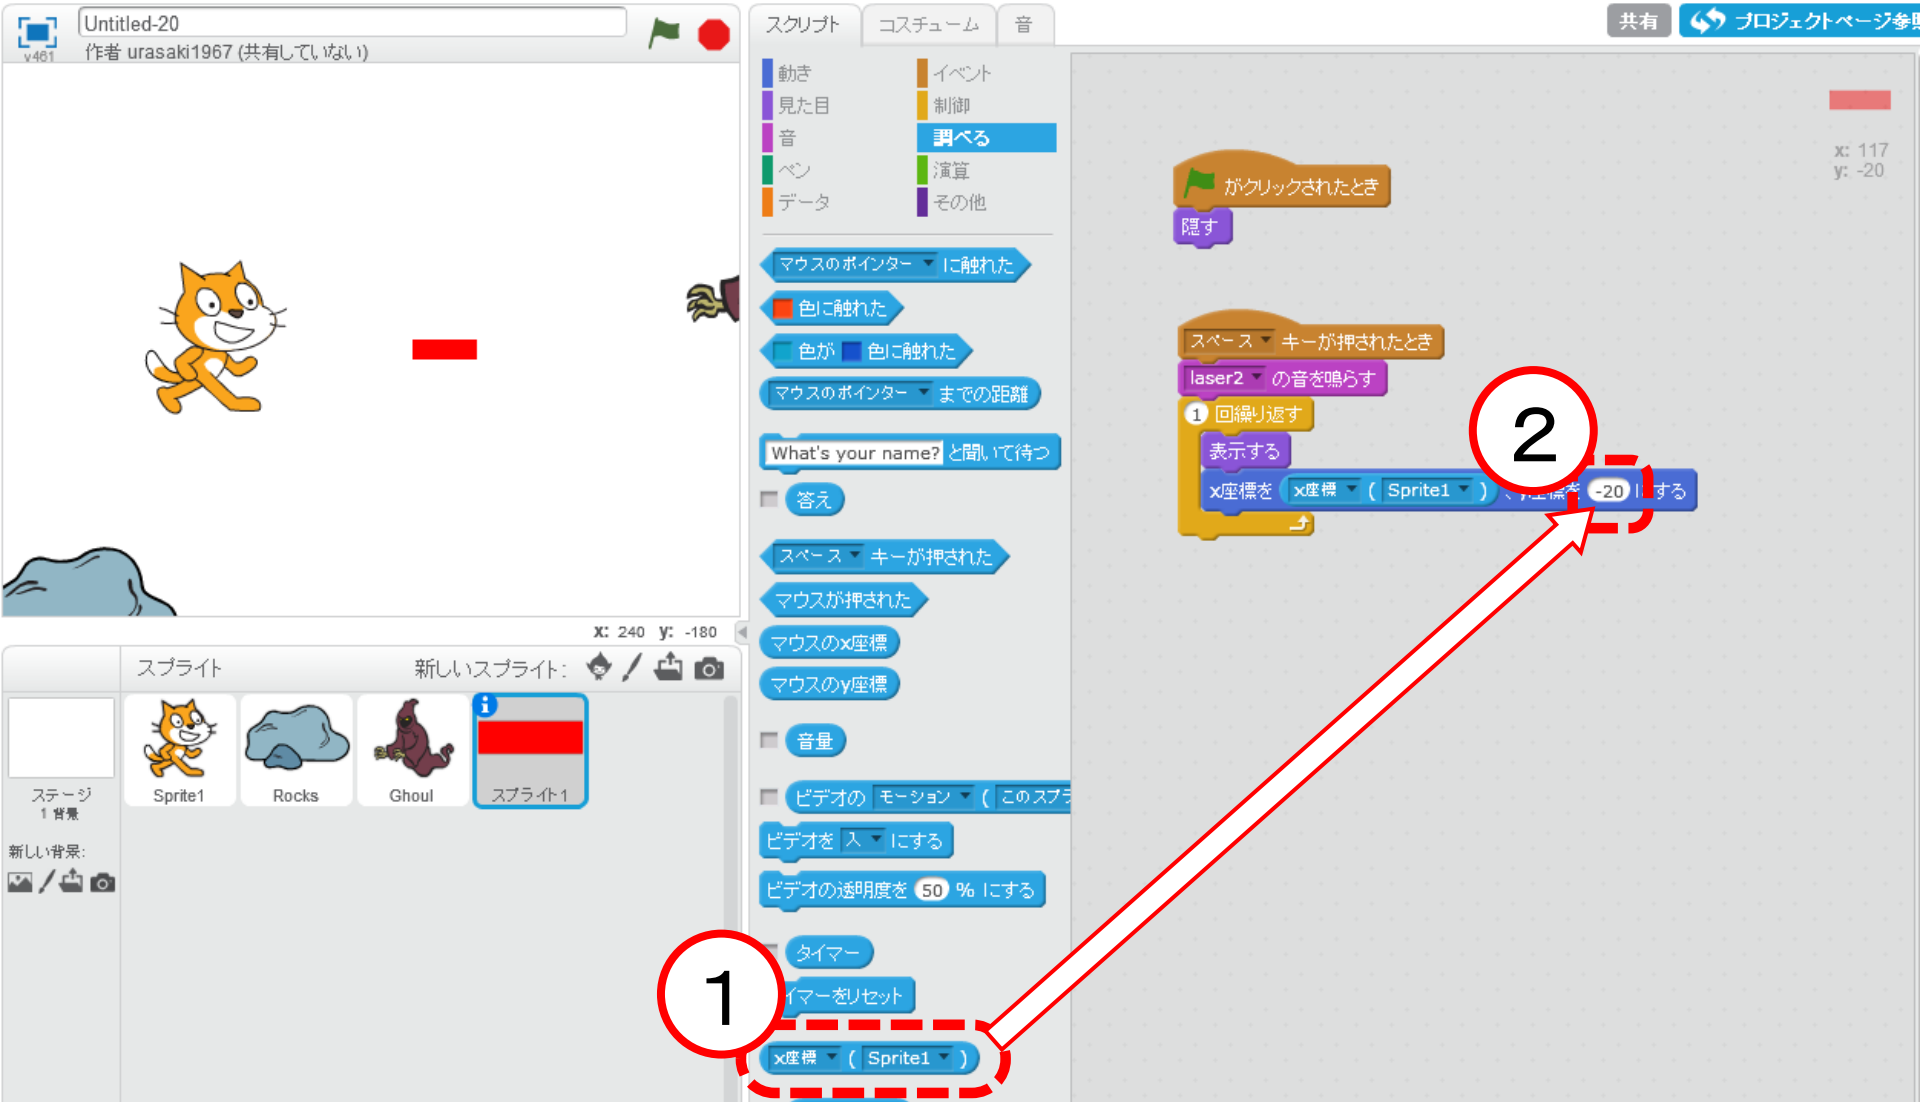 Untitled-20
v461
作者 urasaki1967 (共有していない)
スクリプト
コスチューム
音
共有
プロジェクトページ参照
動き
イベント
見た目
制御
音
調べる
ペン
演算
データ
その他
マウスのポインター に触れた
色に触れた
色が 色に触れた
マウスのポインター までの距離
What's your name? と聞いて待つ
答え
スペース キーが押された
マウスが押された
マウスのx座標
マウスのy座標
音量
ビデオの モーション ( このスプラ
ビデオを 入 にする
ビデオの透明度を 50 % にする
タイマー
イマーをリセット
x座標 ( Sprite1 )
1
2
x: 117
y: -20
がクリックされたとき
隠す
スペース キーが押されたとき
laser2 の音を鳴らす
1 回繰り返す
表示する
x座標を x座標 ( Sprite1 ) 、y座標を -20 にする
x: 240 y: -180
スプライト
新しいスプライト:
Sprite1
Rocks
Ghoul
スプライト1
ステージ
1 背景
新しい背景: